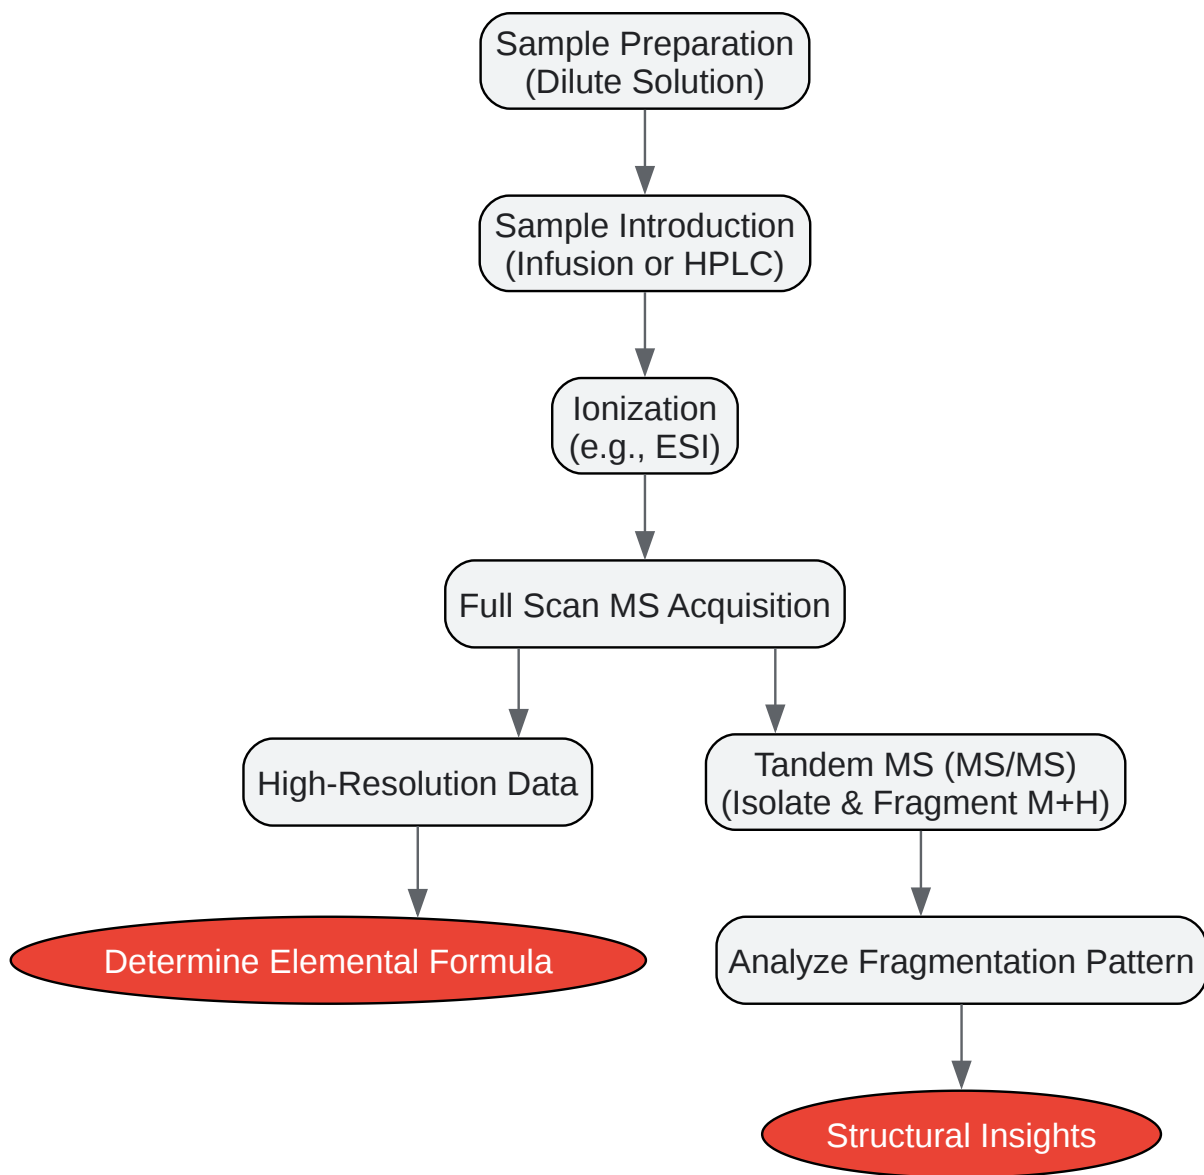 Sample Preparation
(Dilute Solution)
Sample Introduction
(Infusion or HPLC)
Ionization
(e.g., ESI)
Full Scan MS Acquisition
High-Resolution Data
Tandem MS (MS/MS)
(Isolate & Fragment M+H)
Determine Elemental Formula
Analyze Fragmentation Pattern
Structural Insights